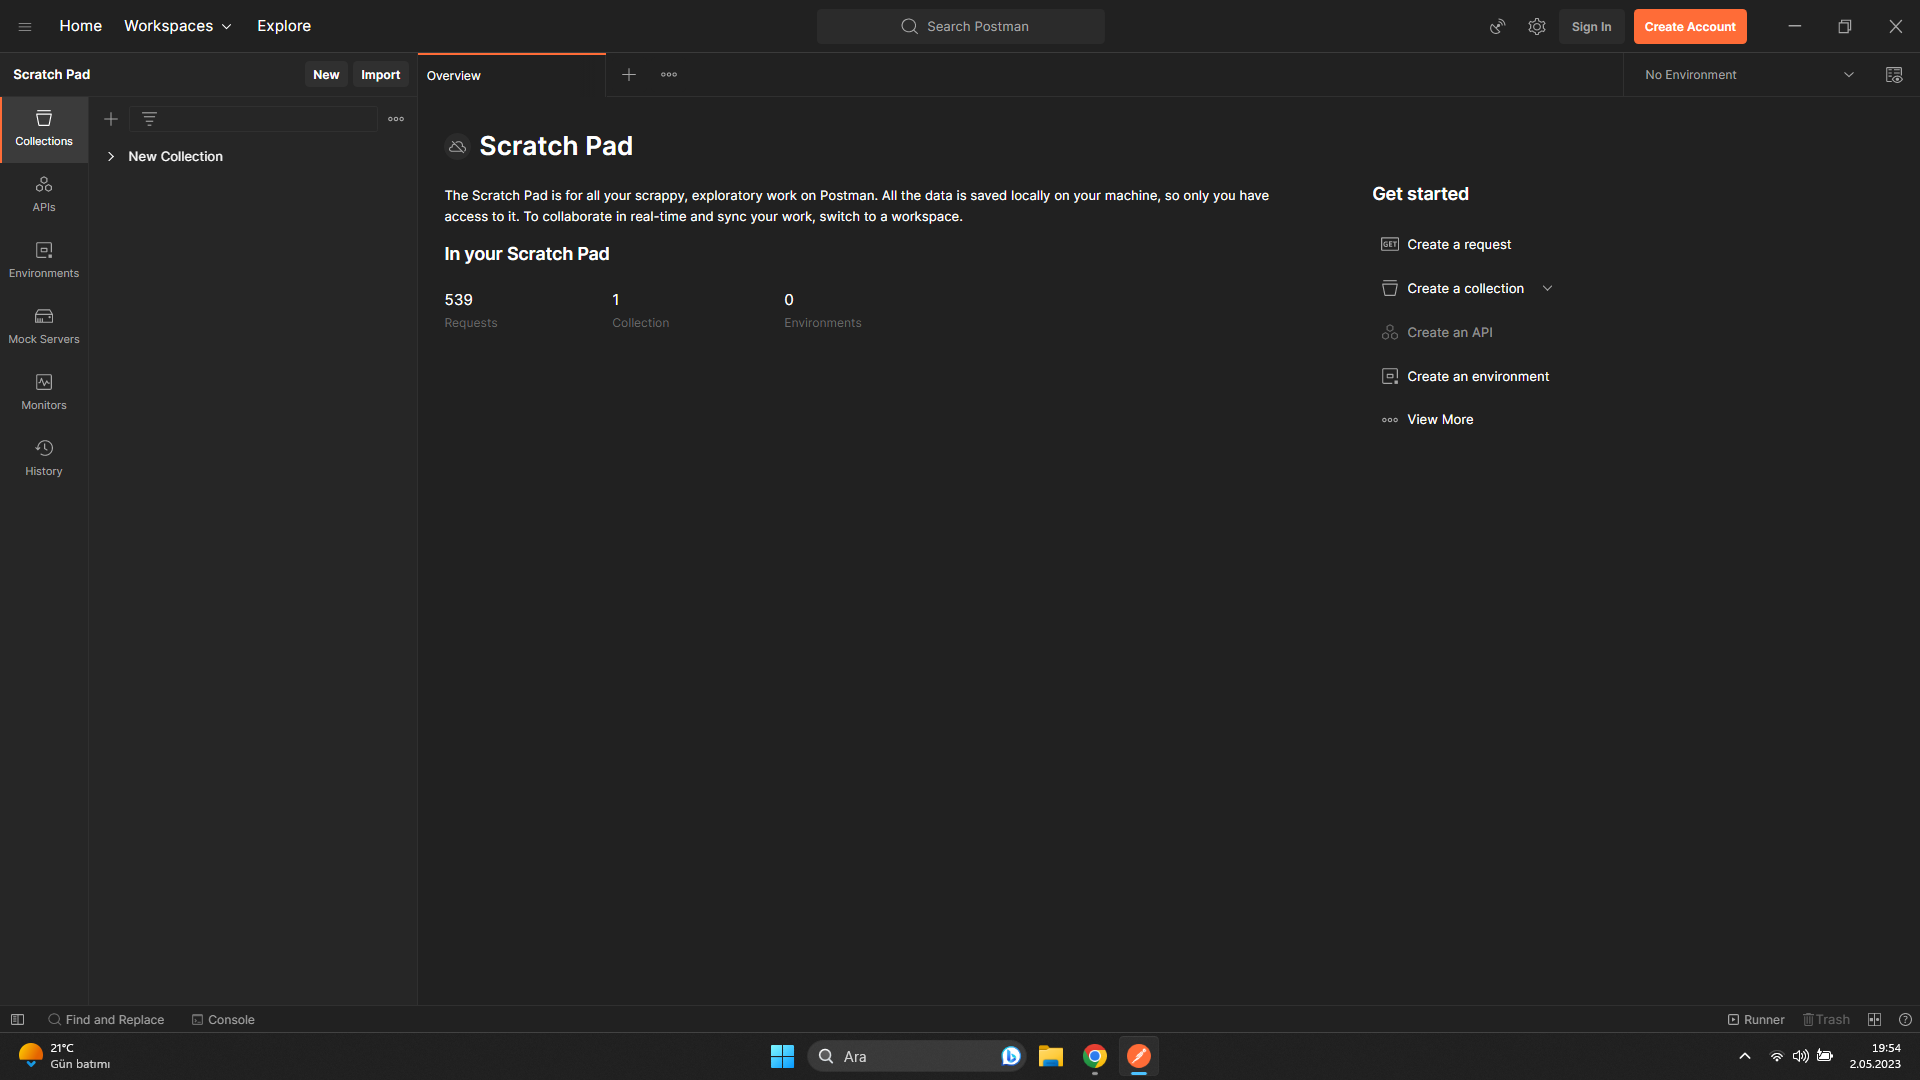 Home Workspaces Explore
Search Postman
Sign In Create Account
Scratch Pad New Import
Overview
No Environment
Collections
New Collection
APIs
Environments
Mock Servers
Monitors
History
Scratch Pad
The Scratch Pad is for all your scrappy, exploratory work on Postman. All the data is saved locally on your machine, so only you have
access to it. To collaborate in real-time and sync your work, switch to a workspace.
In your Scratch Pad
539 1 0
Requests Collection Environments
Get started
GET Create a request
Create a collection
Create an API
Create an environment
View More
Find and Replace Console
Runner Trash
21°C
Gün batımı
Ara
19:54
2.05.2023